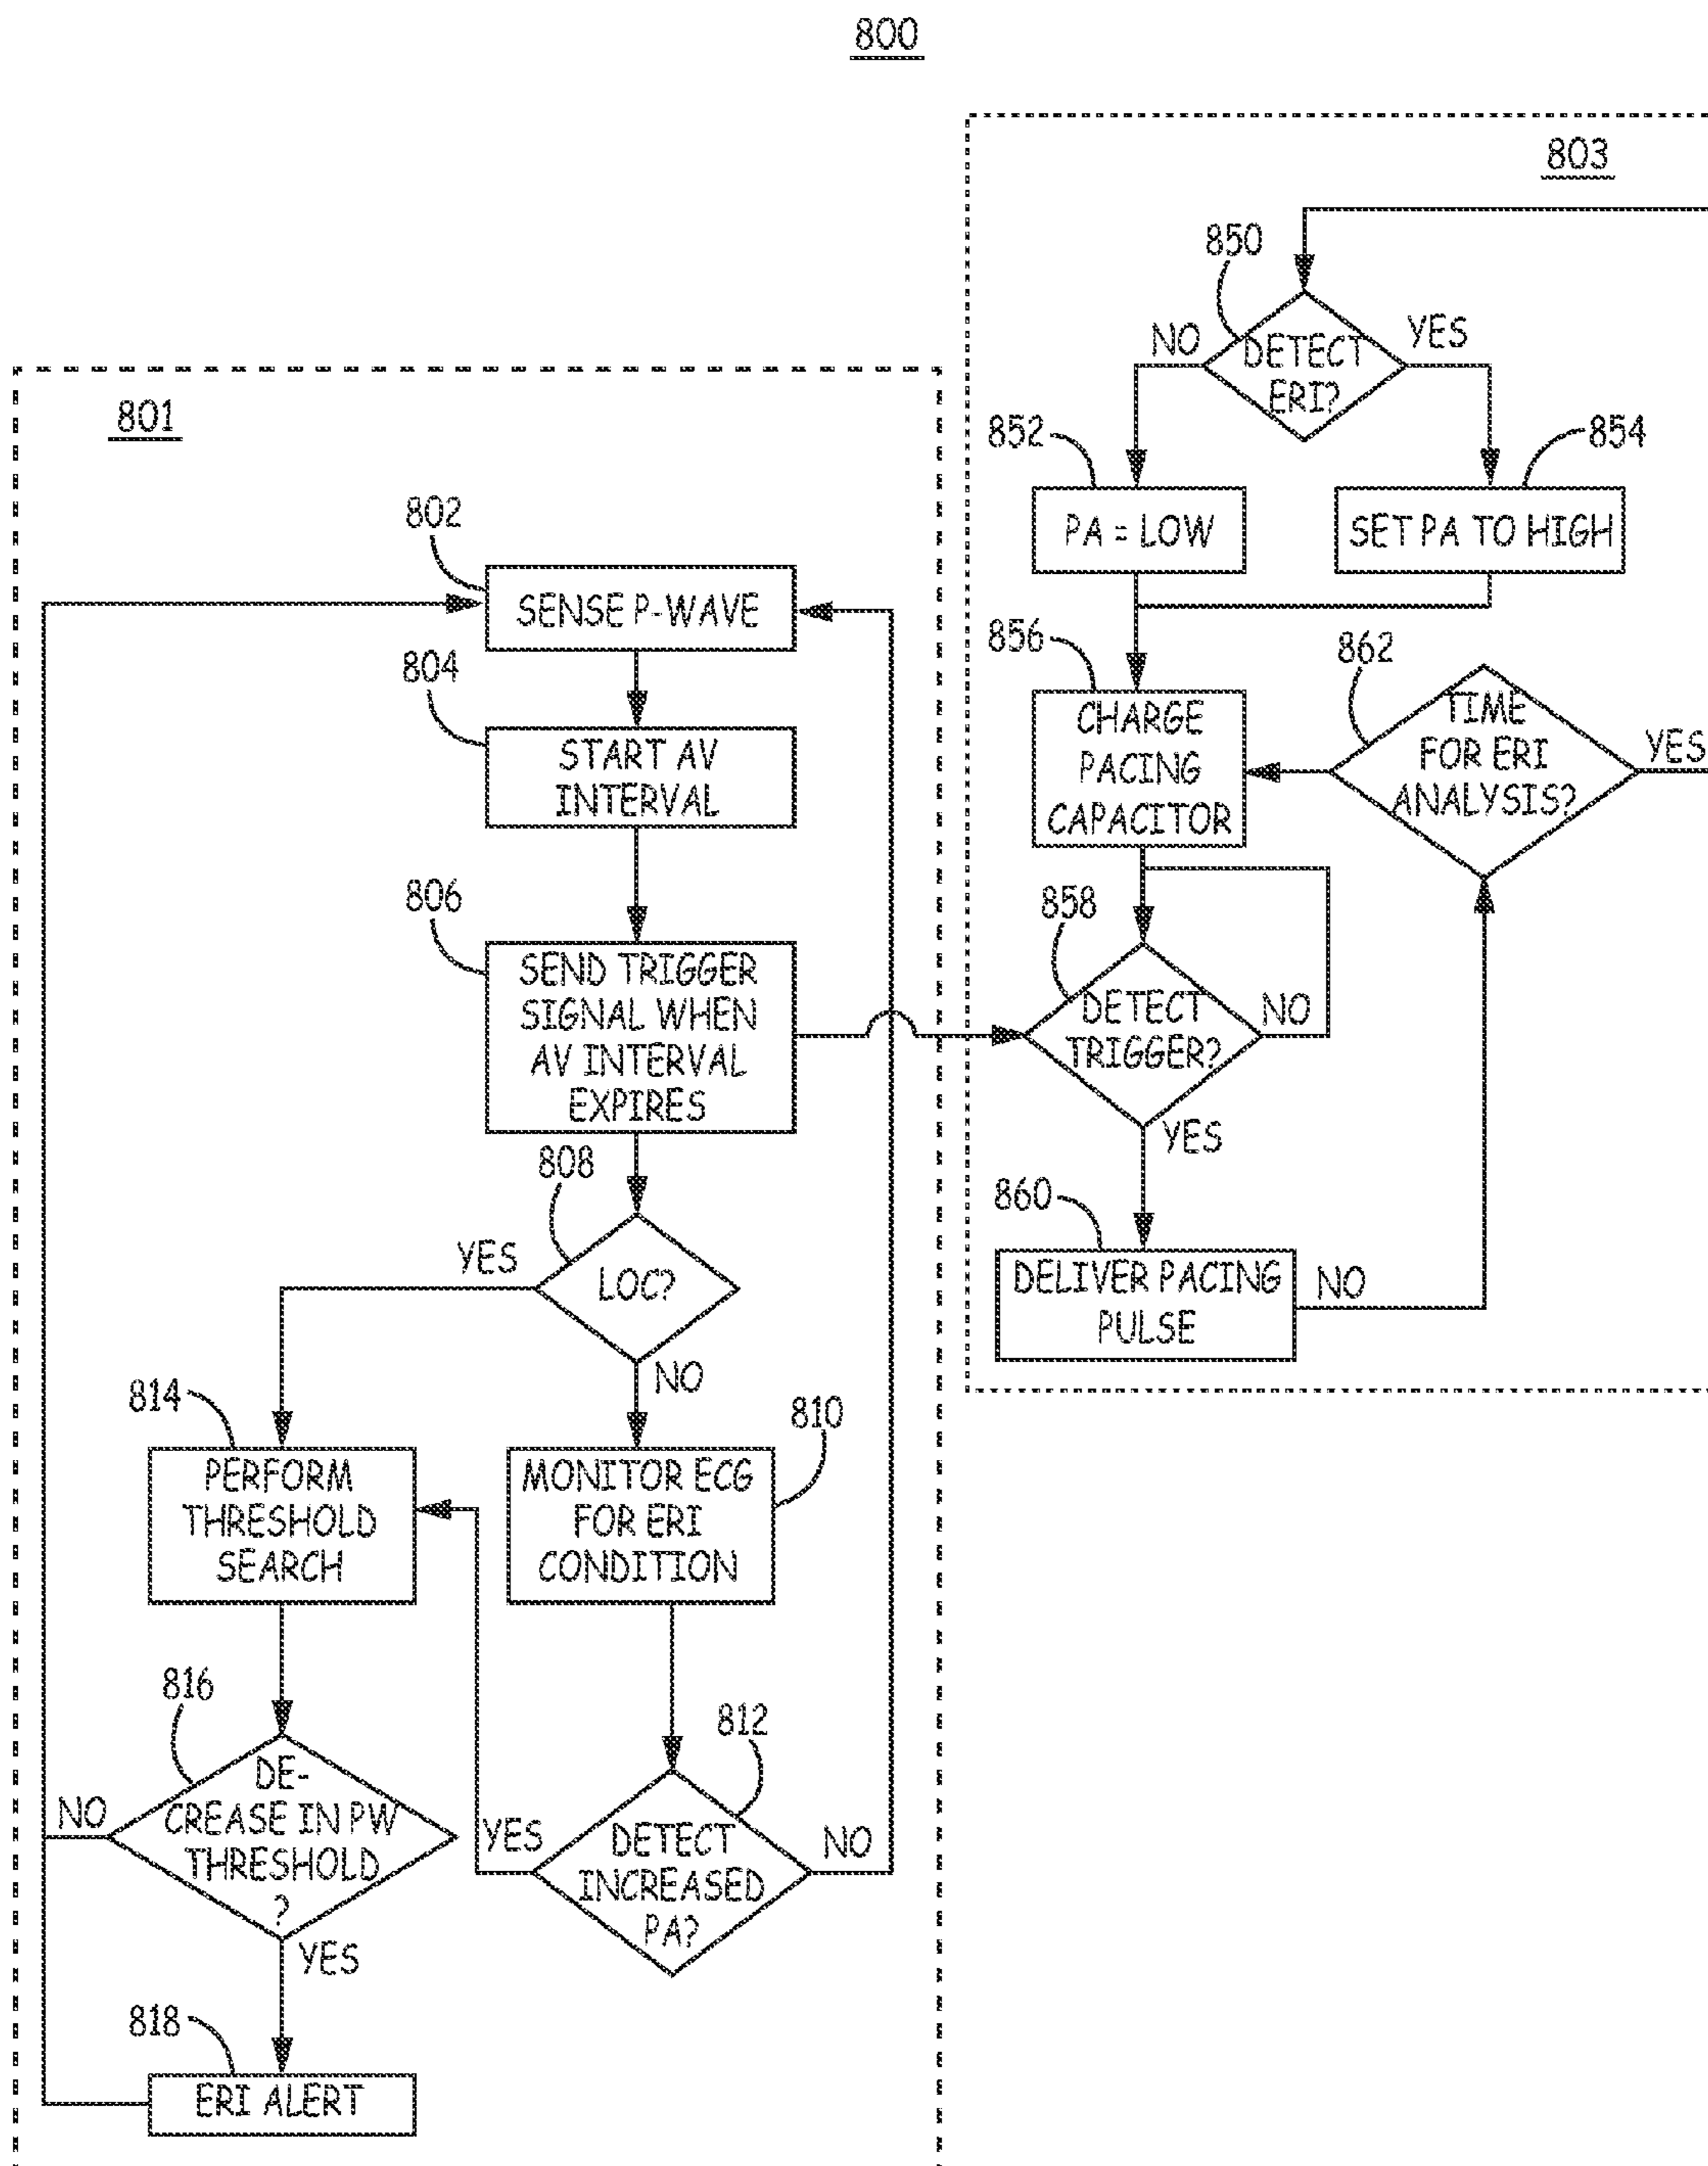 800
801
802
SENSE P-WAVE
804
START AV
INTERVAL
806
SEND TRIGGER
SIGNAL WHEN
AV INTERVAL
EXPIRES
808
YES
LOC?
NO
814
PERFORM
THRESHOLD
SEARCH
810
MONITOR ECG
FOR ERI
CONDITION
816
DE-
CREASE IN PW
THRESHOLD
?
NO
YES
812
YES
DETECT
INCREASED
PA?
NO
818
ERI ALERT
803
850
NO
DETECT
ERI?
YES
852
PA = LOW
854
SET PA TO HIGH
856
CHARGE
PACING
CAPACITOR
862
TIME
FOR ERI
ANALYSIS?
YES
858
DETECT
TRIGGER?
NO
YES
860
DELIVER PACING
PULSE
NO